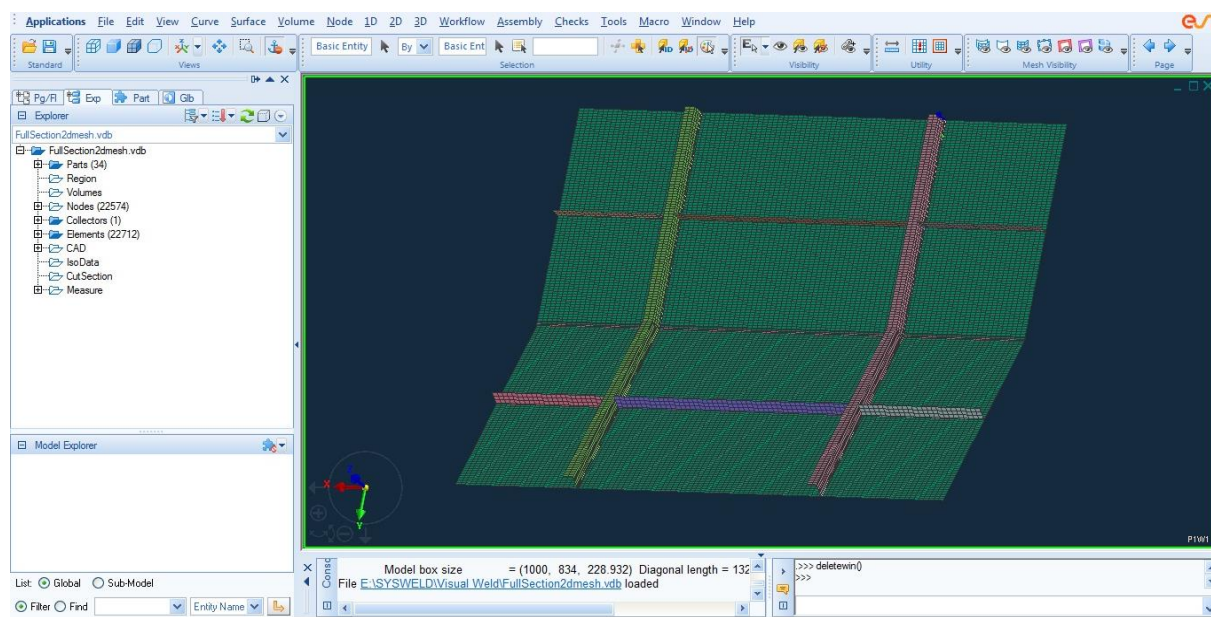 Applications File Edit View Curve Surface Volume Node 1D 2D 3D Workflow Assembly Checks Tools Macro Window Help
Basic Entity By Basic Ent
Standard Views Selection Visibility Utility Mesh Visibility Page
Pg/Fl Exp Part Glb
Explorer
FullSection2dmesh.vdb
FullSection2dmesh.vdb
Parts (34)
Region
Volumes
Nodes (22574)
Collectors (1)
Elements (22712)
CAD
IsoData
CutSection
Measure
Model Explorer
X
Y
P1W1
List: Global Sub-Model
Filter Find Entity Name
Conso
Model box size = (1000, 834, 228.932) Diagonal length = 132
File E:\SYSWELD\Visual Weld\FullSection2dmesh.vdb loaded
.>>> deletewin()
>>>